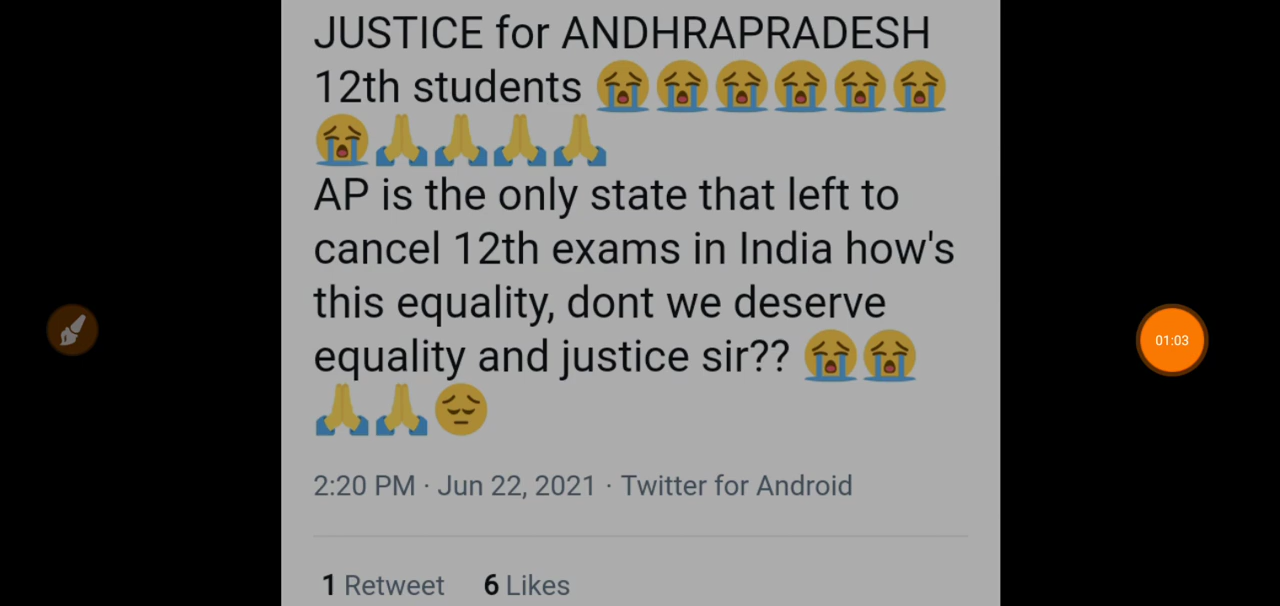 JUSTICE for ANDHRAPRADESH
12th students 😭😭😭😭😭😭
😭🙏🙏🙏🙏
AP is the only state that left to
cancel 12th exams in India how's
this equality, dont we deserve
equality and justice sir?? 😭😭
🙏🙏😔
2:20 PM · Jun 22, 2021 · Twitter for Android
1 Retweet 6 Likes
01:03